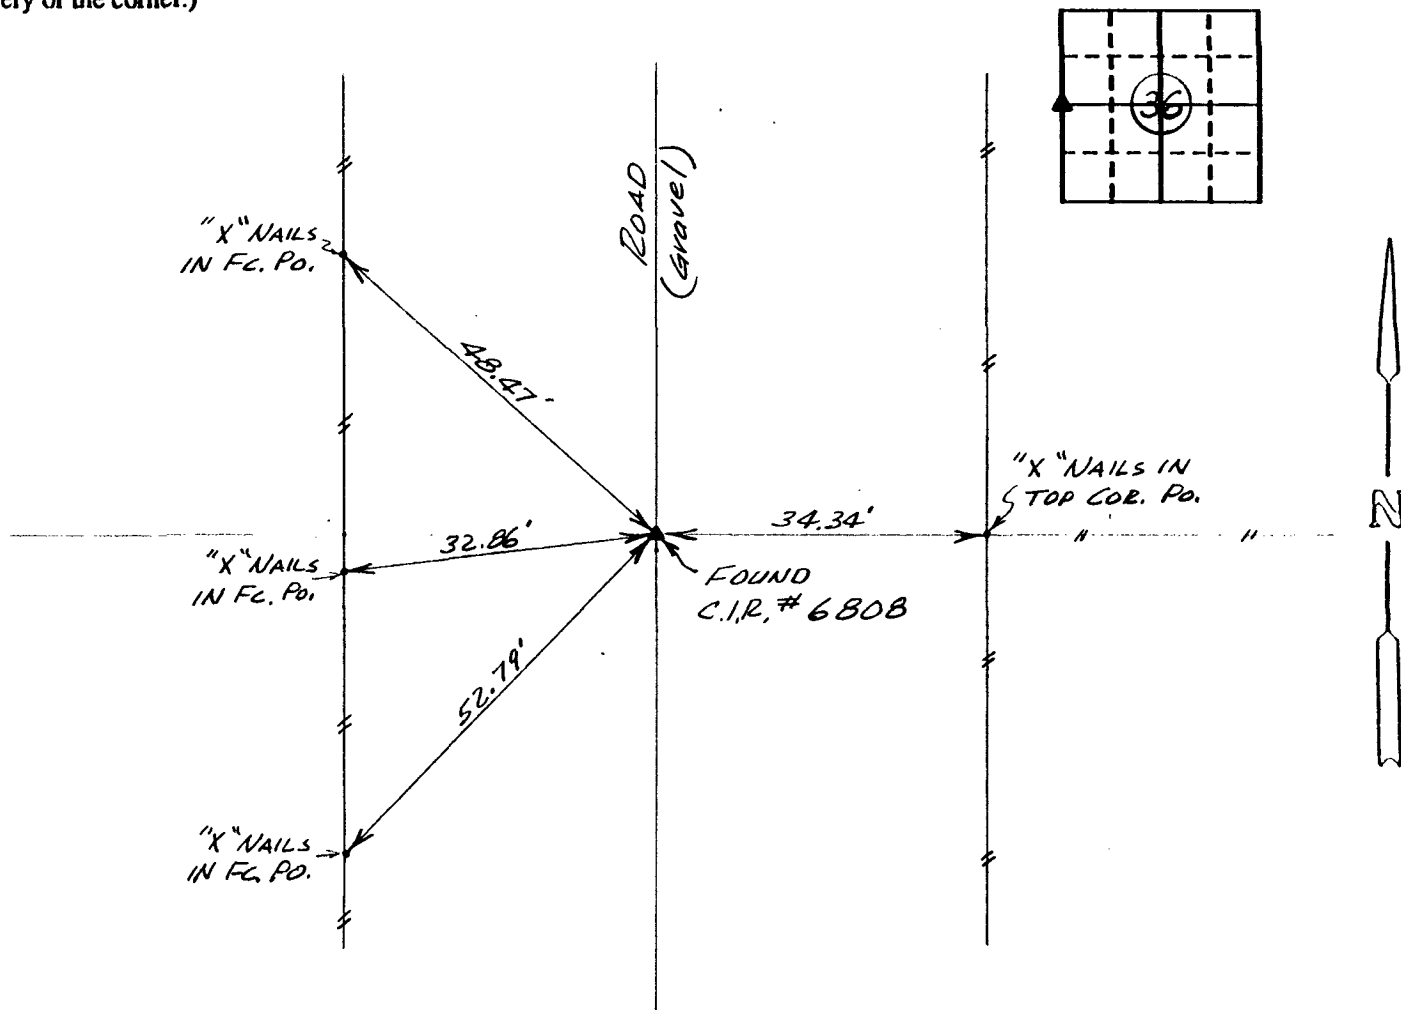 ery of the corner.)
36
ROAD
(Gravel)
"X" NAILS
IN FC. PO.
48.47'
"X" NAILS IN
TOP COR. PO.
34.34'
32.86'
"X" NAILS
IN FC. PO.
FOUND
C.I.R. # 6808
52.79'
"X" NAILS
IN FC. PO.
N